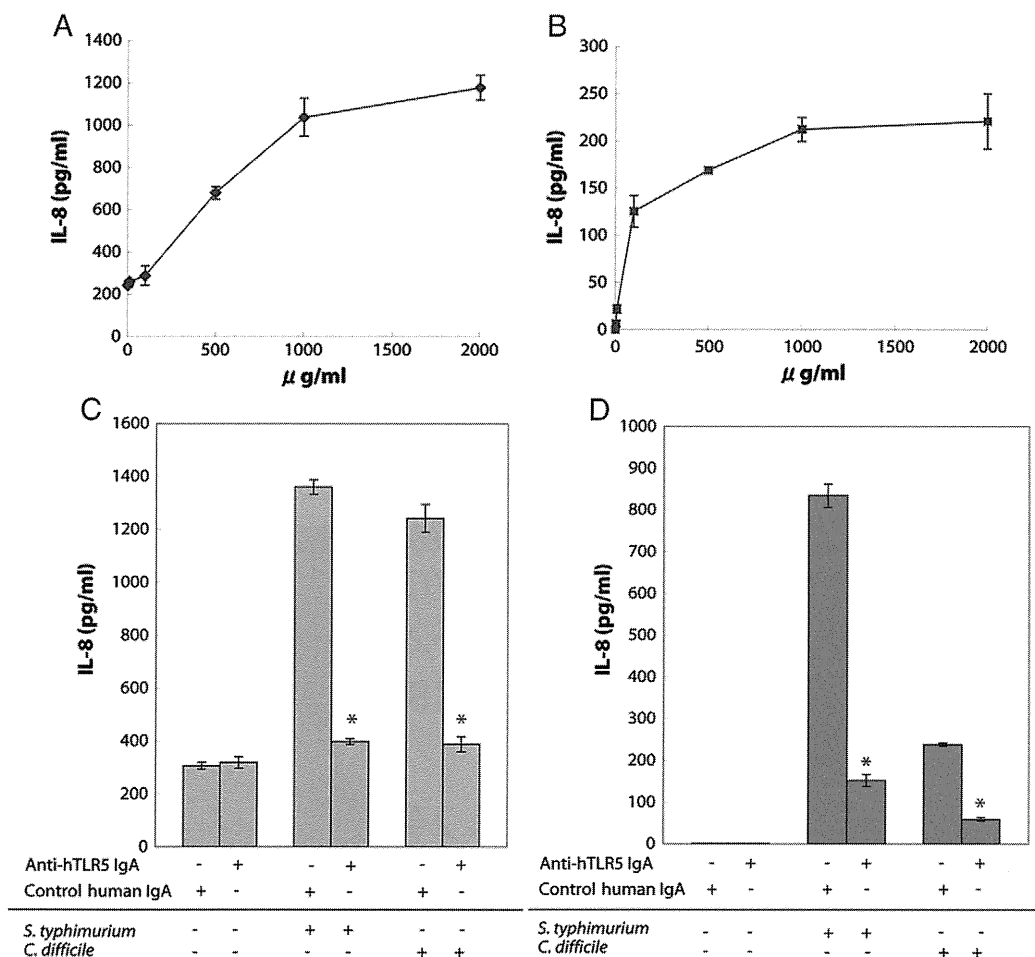 A
IL-8 (pg/ml)
1400
1200
1000
800
600
400
200
0
0 500 1000 1500 2000
μ g/ml
B
IL-8 (pg/ml)
300
250
200
150
100
50
0
0 500 1000 1500 2000
μ g/ml
C
IL-8 (pg/ml)
1600
1400
1200
1000
800
600
400
200
0
* *
Anti-hTLR5 IgA - + - + - +
Control human IgA + - + - + -
S. typhimurium - - + + - -
C. difficile - - - - + +
D
IL-8 (pg/ml)
1000
900
800
700
600
500
400
300
200
100
0
* *
Anti-hTLR5 IgA - + - + - +
Control human IgA + - + - + -
S. typhimurium - - + + - -
C. difficile - - - - + +